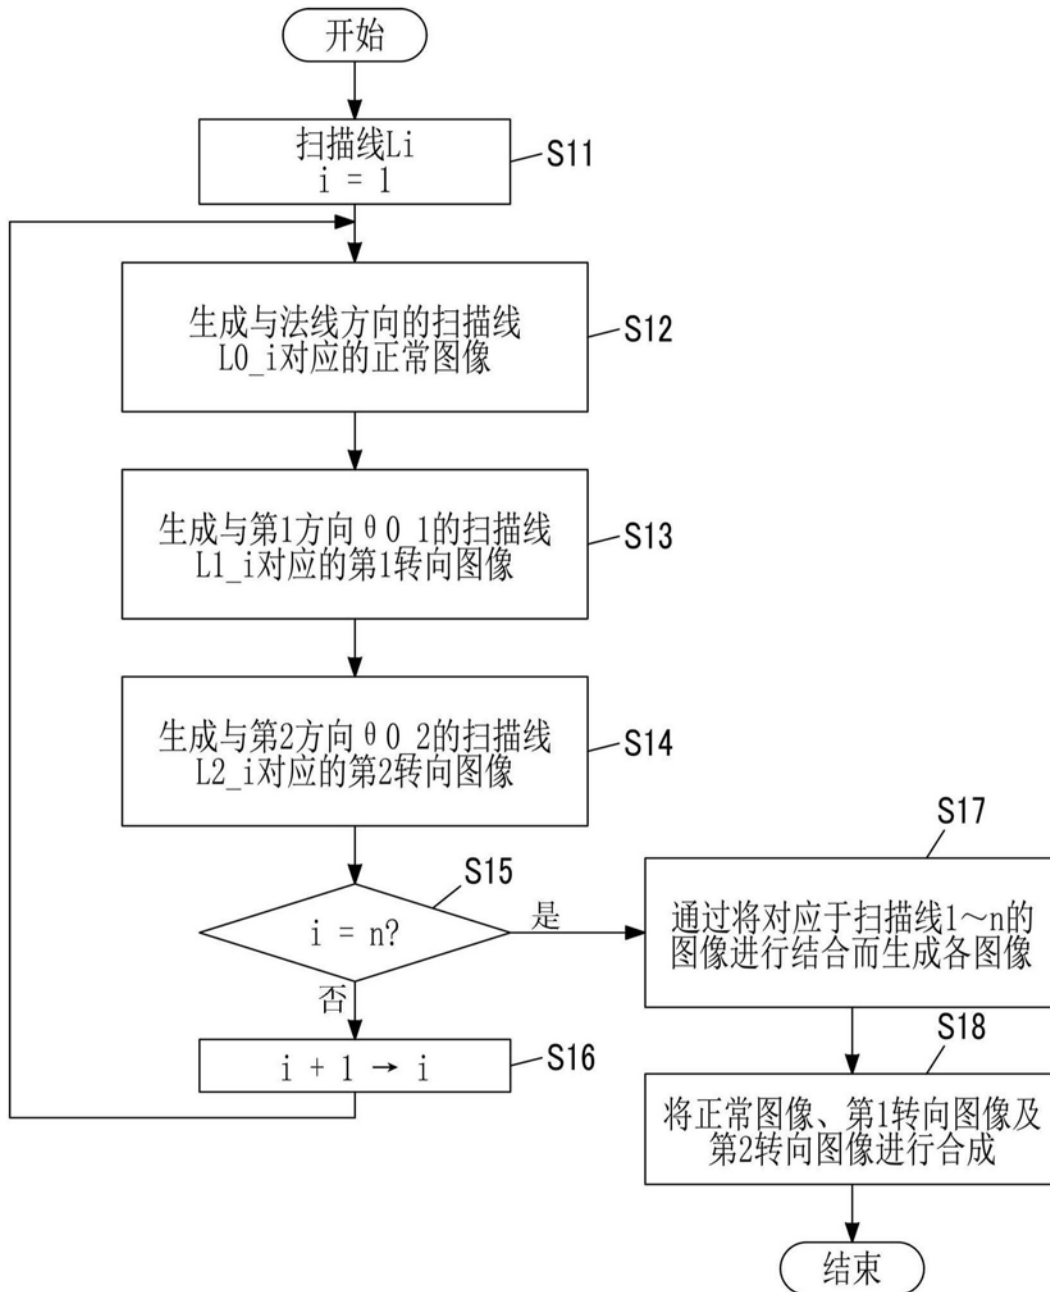 开始
扫描线Li
i = 1
S11
生成与法线方向的扫描线
L0_i对应的正常图像
S12
生成与第1方向θ0_1的扫描线
L1_i对应的第1转向图像
S13
生成与第2方向θ0_2的扫描线
L2_i对应的第2转向图像
S14
i = n?
S15
是
否
i + 1 → i
S16
S17
通过将对应于扫描线1～n的
图像进行结合而生成各图像
S18
将正常图像、第1转向图像及
第2转向图像进行合成
结束